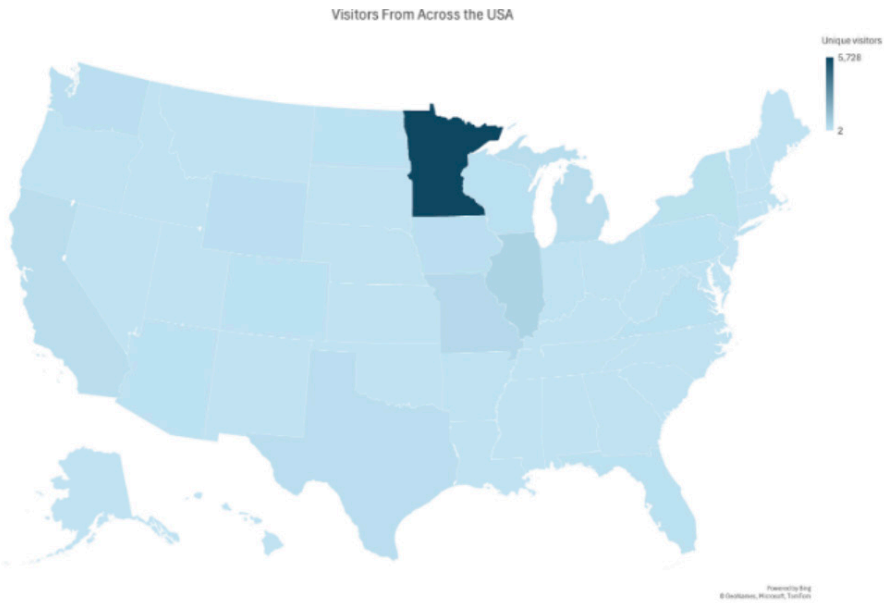 Visitors From Across the USA
Unique visitors
5,728
2
Powered by Bing
© GeoNames, Microsoft, TomTom